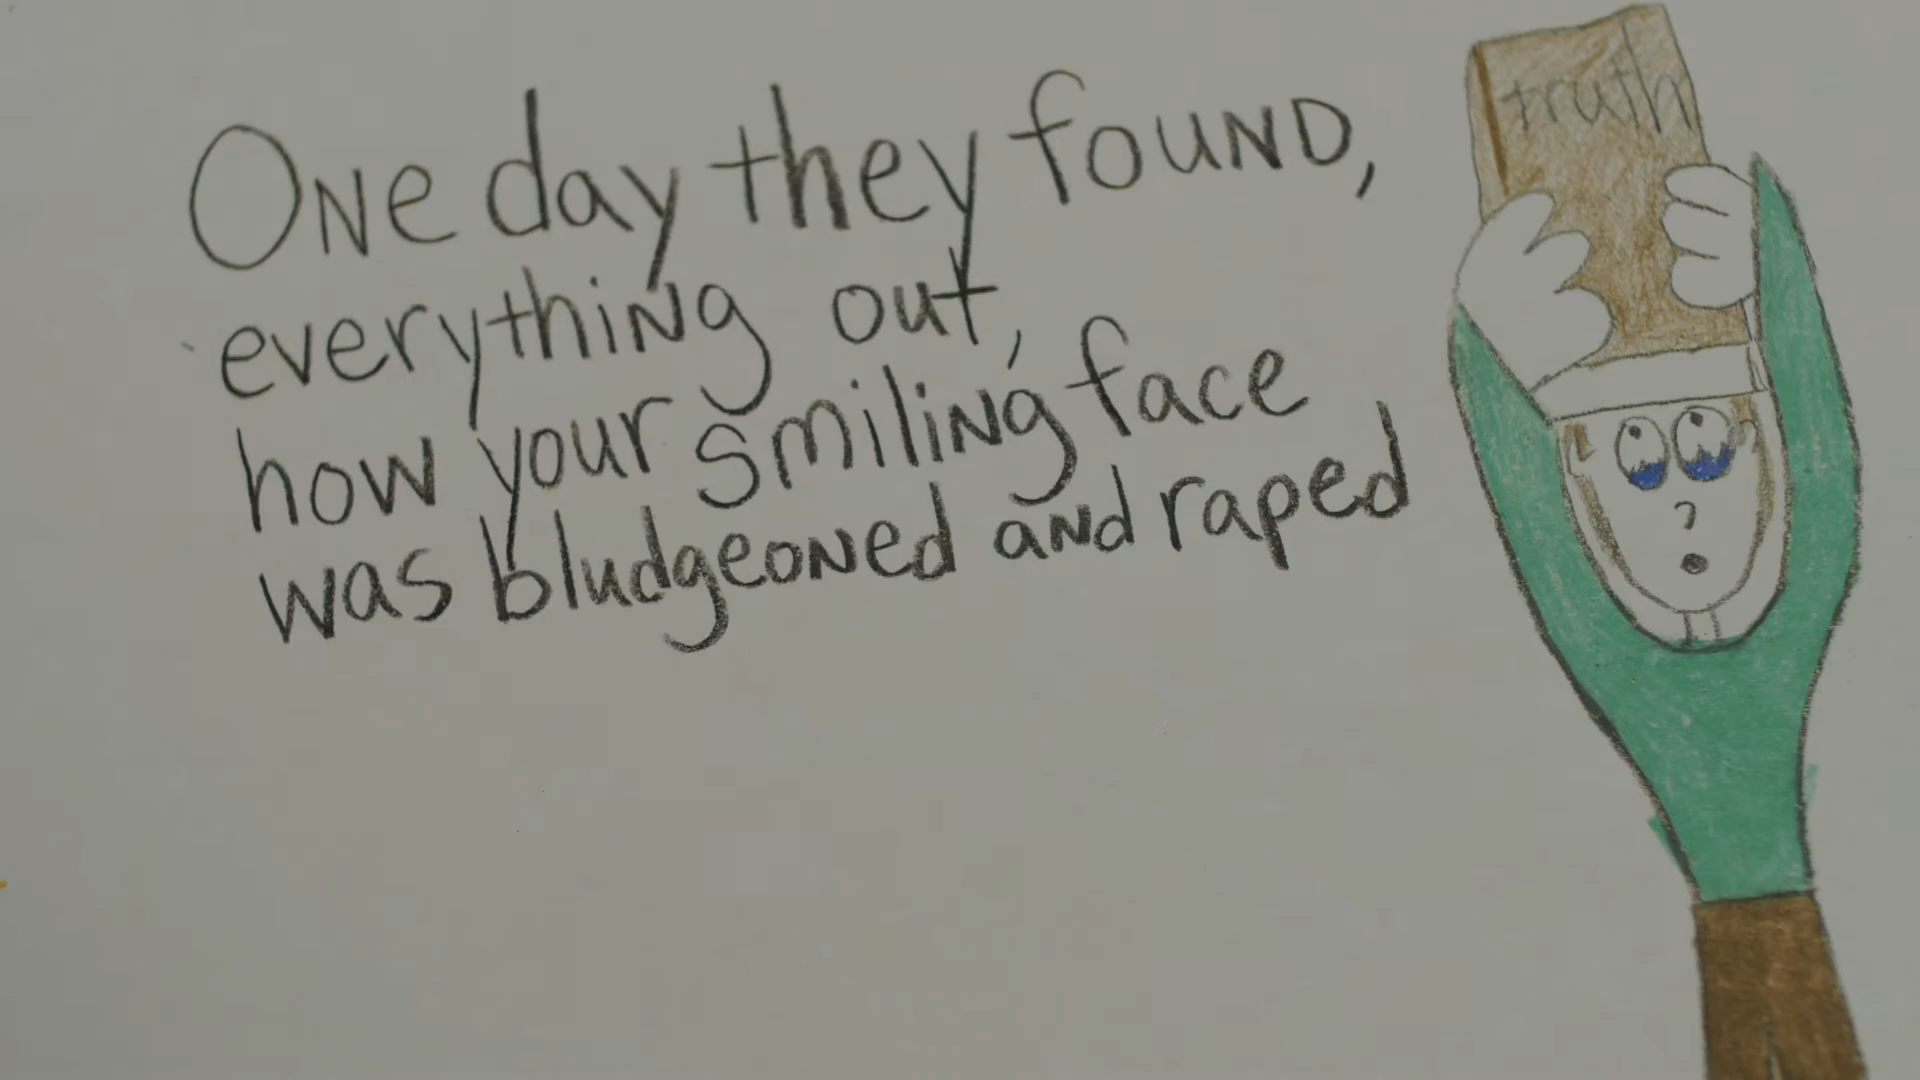 One day they found,
everything out,
how your smiling face
was bludgeoned and raped
truth